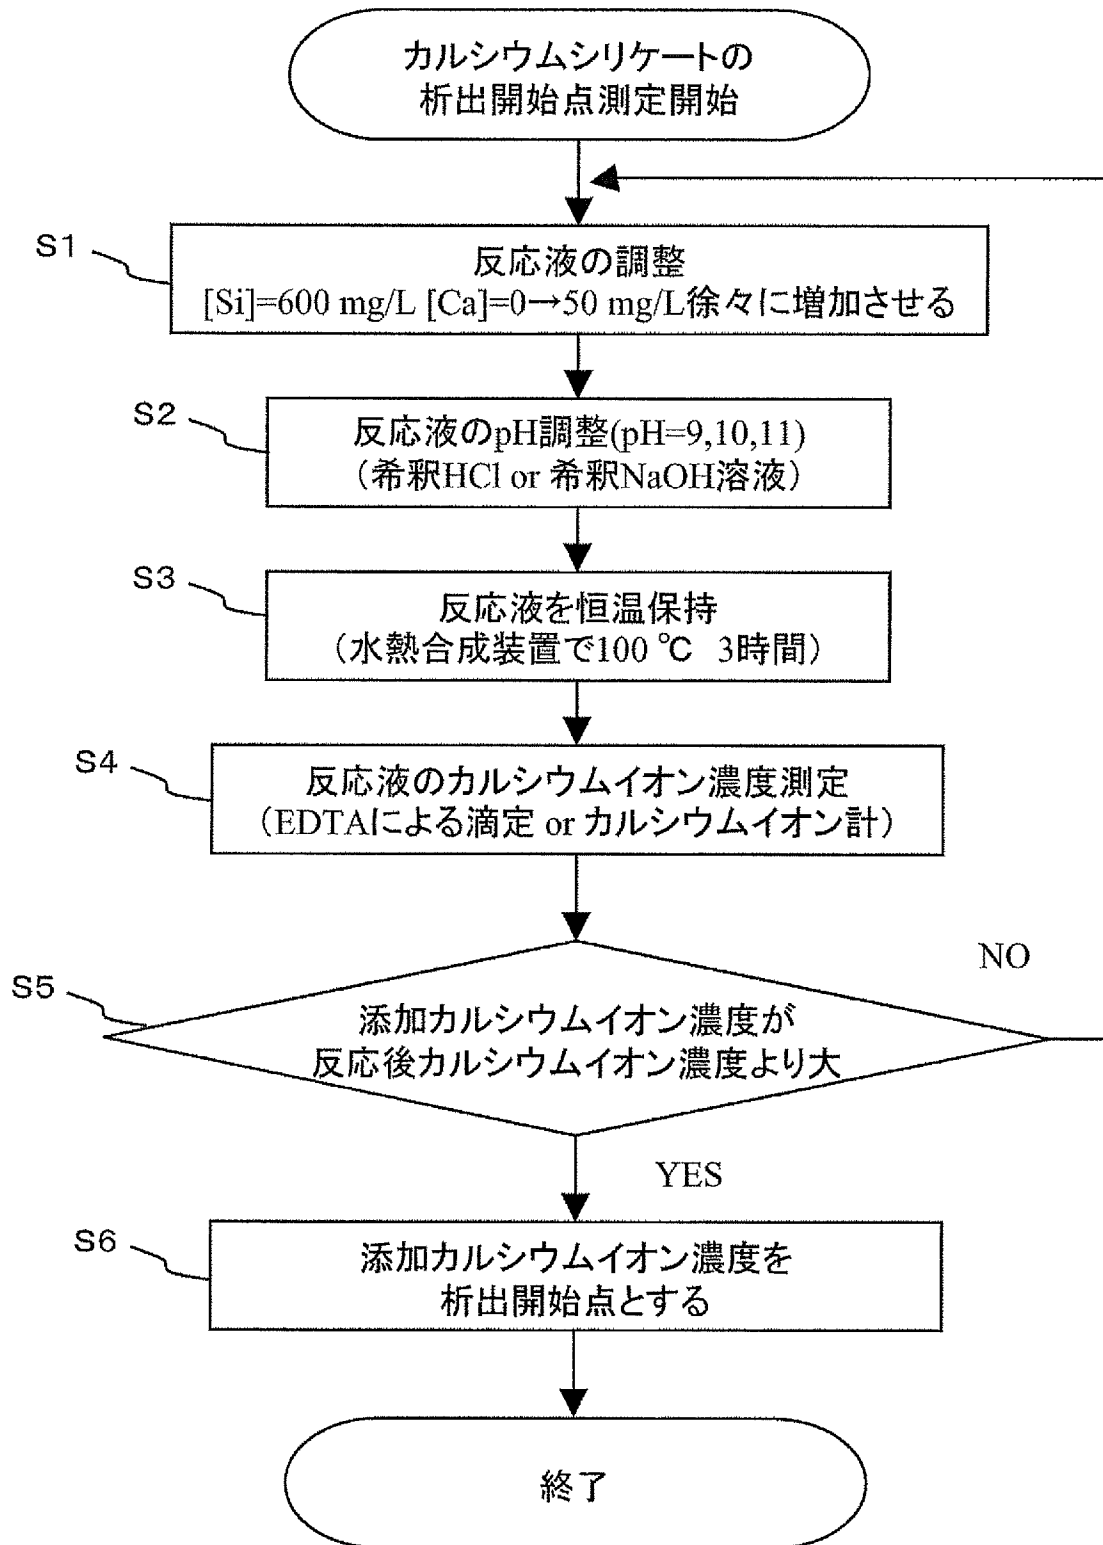 カルシウムシリケートの
析出開始点測定開始
S1
反応液の調整
[Si]=600 mg/L [Ca]=0→50 mg/L徐々に増加させる
S2
反応液のpH調整(pH=9,10,11)
（希釈HCl or 希釈NaOH溶液）
S3
反応液を恒温保持
（水熱合成装置で100 ℃ 3時間）
S4
反応液のカルシウムイオン濃度測定
（EDTAによる滴定 or カルシウムイオン計）
NO
S5
添加カルシウムイオン濃度が
反応後カルシウムイオン濃度より大
YES
S6
添加カルシウムイオン濃度を
析出開始点とする
終了